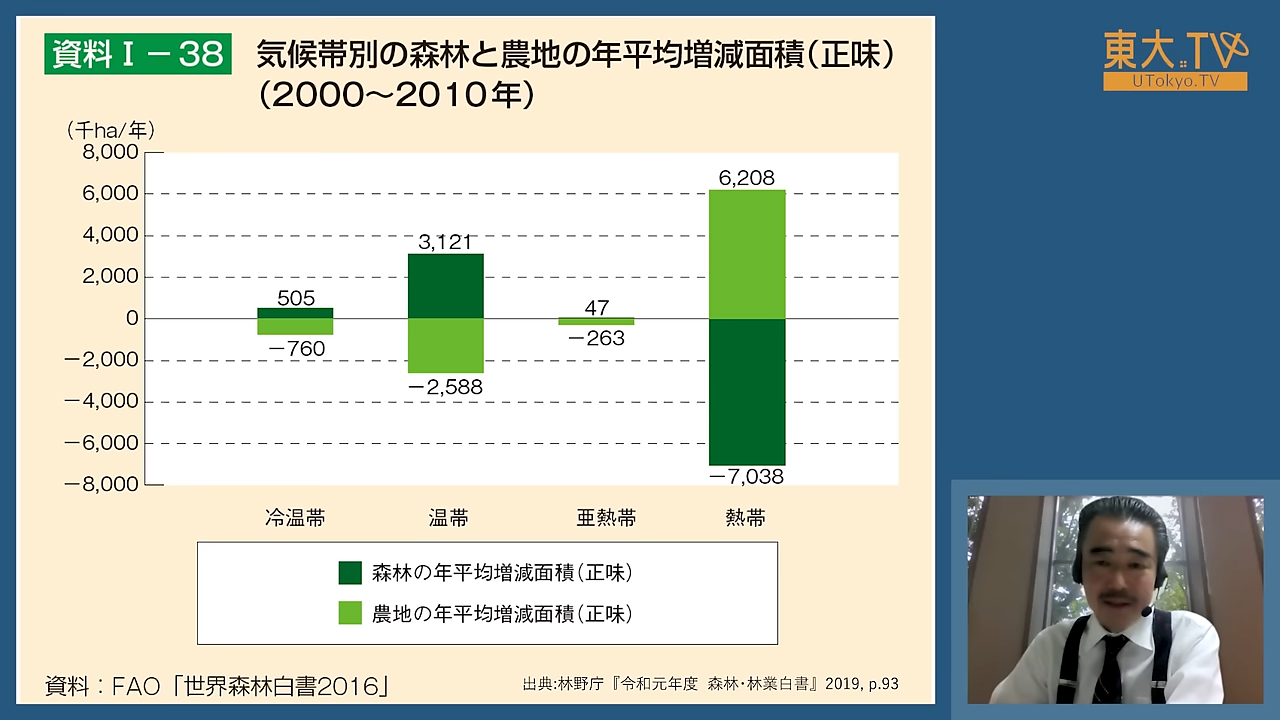 資料Ⅰ－38 気候帯別の森林と農地の年平均増減面積(正味)
(2000〜2010年)
東大.TV
UTokyo.TV
(千ha/年)
8,000
6,000
4,000
2,000
0
－2,000
－4,000
－6,000
－8,000
505
－760
3,121
－2,588
47
－263
6,208
－7,038
冷温帯 温帯 亜熱帯 熱帯
森林の年平均増減面積(正味)
農地の年平均増減面積(正味)
資料：FAO「世界森林白書2016」
出典:林野庁『令和元年度 森林・林業白書』2019, p.93